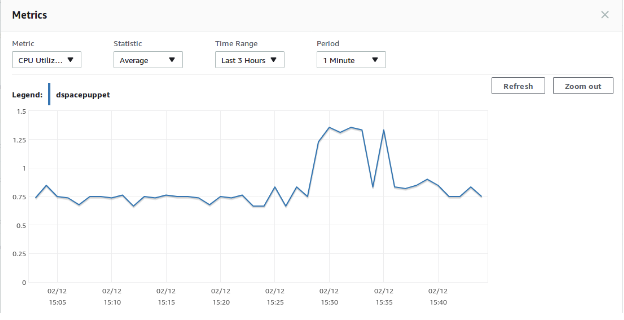 Metrics
Metric Statistic Time Range Period
CPU Utiliz... Average Last 3 Hours 1 Minute
Refresh Zoom out
Legend: dspacepuppet
1.5
1.25
1
0.75
0.5
0.25
0
02/12 02/12 02/12 02/12 02/12 02/12 02/12 02/12
15:05 15:10 15:15 15:20 15:25 15:30 15:35 15:40